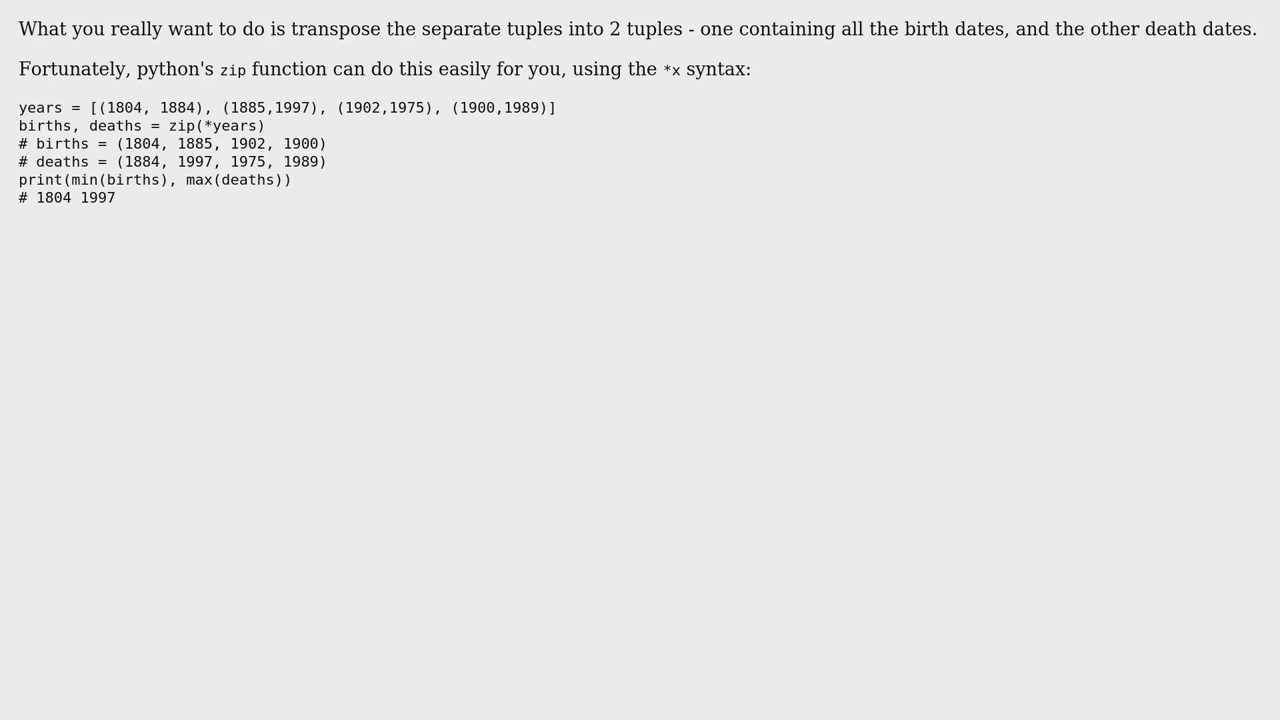 What you really want to do is transpose the separate tuples into 2 tuples - one containing all the birth dates, and the other death dates.
Fortunately, python's zip function can do this easily for you, using the *x syntax:
years = [(1804, 1884), (1885,1997), (1902,1975), (1900,1989)]
births, deaths = zip(*years)
# births = (1804, 1885, 1902, 1900)
# deaths = (1884, 1997, 1975, 1989)
print(min(births), max(deaths))
# 1804 1997